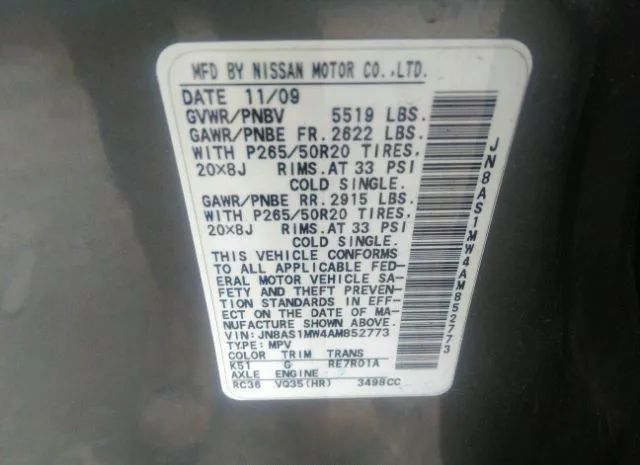 MFD BY NISSAN MOTOR CO.,LTD.
DATE 11/09
GVWR/PNBV 5519 LBS.
GAWR/PNBE FR. 2622 LBS.
WITH P265/50R20 TIRES,
20×8J RIMS.AT 33 PSI
COLD SINGLE.
GAWR/PNBE RR. 2915 LBS.
WITH P265/50R20 TIRES,
20×8J RIMS.AT 33 PSI
COLD SINGLE.
THIS VEHICLE CONFORMS
TO ALL APPLICABLE FED-
ERAL MOTOR VEHICLE SA-
FETY AND THEFT PREVEN-
TION STANDARDS IN EFF-
ECT ON THE DATE OF MA-
NUFACTURE SHOWN ABOVE.
VIN: JN8AS1MW4AM852773
TYPE: MPV
COLOR TRIM TRANS
K51 G RE7R01A
AXLE ENGINE
RC36 VQ35(HR) 3498CC
JN8AS1MW4AM852773